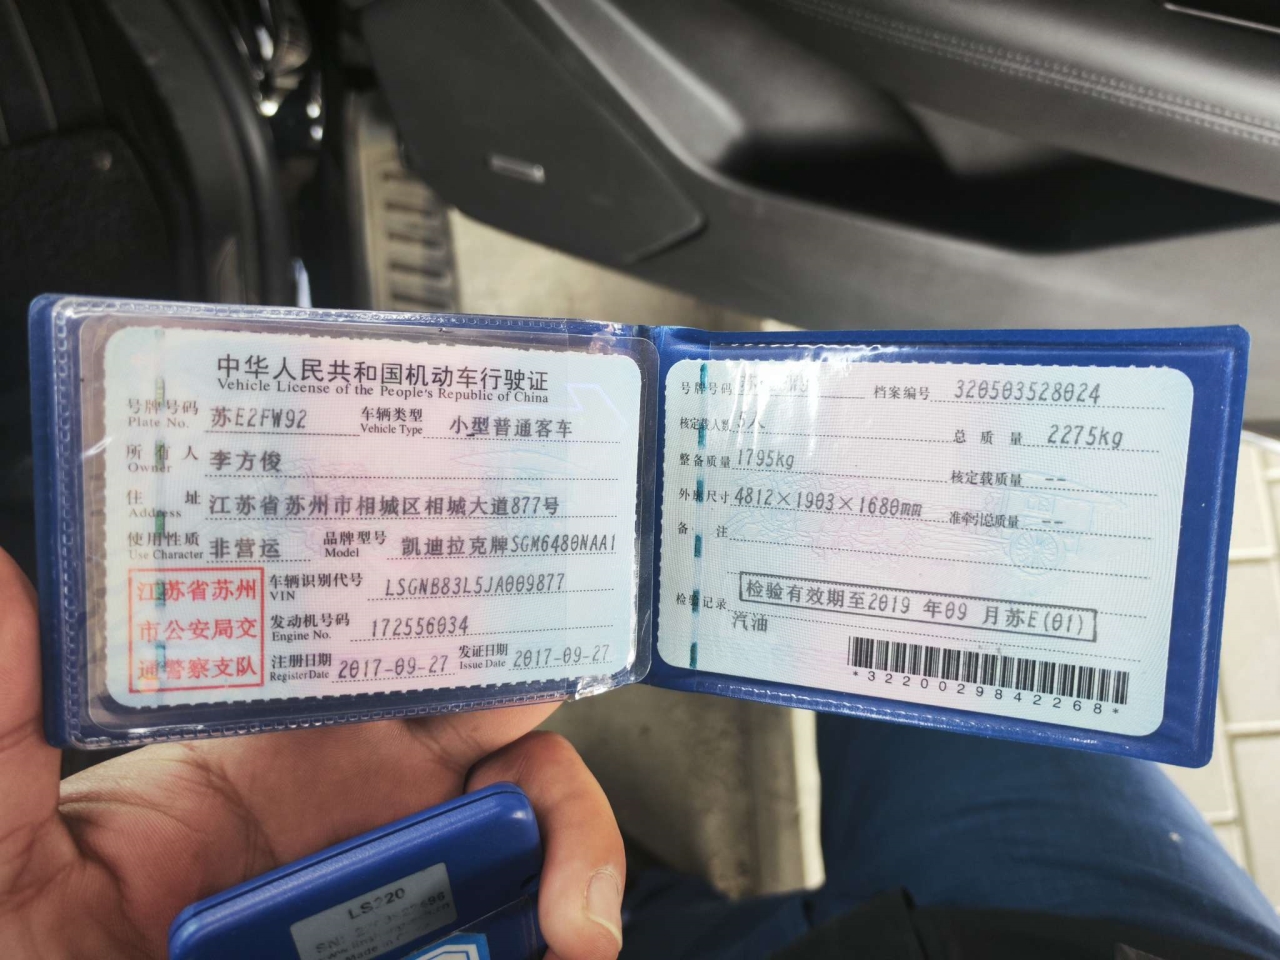 中华人民共和国机动车行驶证
Vehicle License of the People's Republic of China
号牌号码 苏E2FW92 车辆类型 小型普通客车
Plate No. Vehicle Type
所有人 李方俊
Owner
住址 江苏省苏州市相城区相城大道877号
Address
使用性质 非营运 品牌型号 凯迪拉克牌SGM6480NAA1
Use Character Model
江苏省苏州
市公安局交
通警察支队
车辆识别代号 LSGNB83L5JA009877
VIN
发动机号码 172556034
Engine No.
注册日期 2017-09-27 发证日期 2017-09-27
Register Date Issue Date
号牌号码 档案编号 320503528024
核定载人数 5人 总质量 2275kg
整备质量 1795kg 核定载质量 --
外廓尺寸 4812×1903×1680mm 准牵引总质量 --
备注
检验记录 检验有效期至2019年09月苏E(01)
汽油
*3220029842268*
LS220